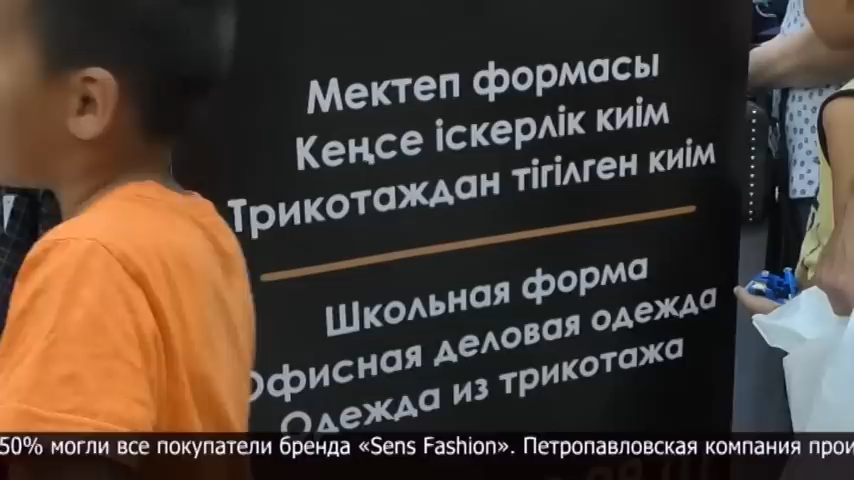 Мектеп формасы
Кеңсе іскерлік киім
Трикотаждан тігілген киім
Школьная форма
Офисная деловая одежда
Одежда из трикотажа
50% могли все покупатели бренда «Sens Fashion». Петропавловская компания прои